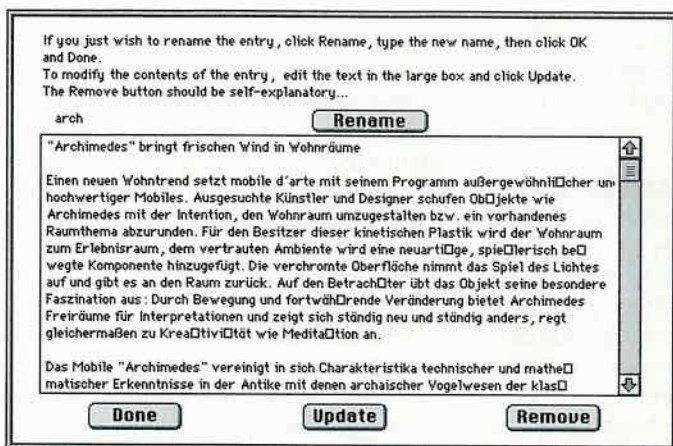 If you just wish to rename the entry, click Rename, type the new name, then click OK
and Done.
To modify the contents of the entry, edit the text in the large box and click Update.
The Remove button should be self-explanatory...
arch
Rename
"Archimedes" bringt frischen Wind in Wohnräume
Einen neuen Wohntrend setzt mobile d´arte mit seinem Programm außergewöhnli□cher und
hochwertiger Mobiles. Ausgesuchte Künstler und Designer schufen Ob□jekte wie
Archimedes mit der Intention, den Wohnraum umzugestalten bzw. ein vorhandenes
Raumthema abzurunden. Für den Besitzer dieser kinetischen Plastik wird der Wohnraum
zum Erlebnisraum, dem vertrauten Ambiente wird eine neuarti□ge, spie□lerisch be□
wegte Komponente hinzugefügt. Die verchromte Oberfläche nimmt das Spiel des Lichtes
auf und gibt es an den Raum zurück. Auf den Betrach□ter übt das Objekt seine besondere
Faszination aus: Durch Bewegung und fortwäh□rende Veränderung bietet Archimedes
Freiräume für Interpretationen und zeigt sich ständig neu und ständig anders, regt
gleichermaßen zu Krea□tivi□tät wie Medita□tion an.
Das Mobile "Archimedes" vereinigt in sich Charakteristika technischer und mathe□
matischer Erkenntnisse in der Antike mit denen archaischer Vogelwesen der klas□
Done
Update
Remove